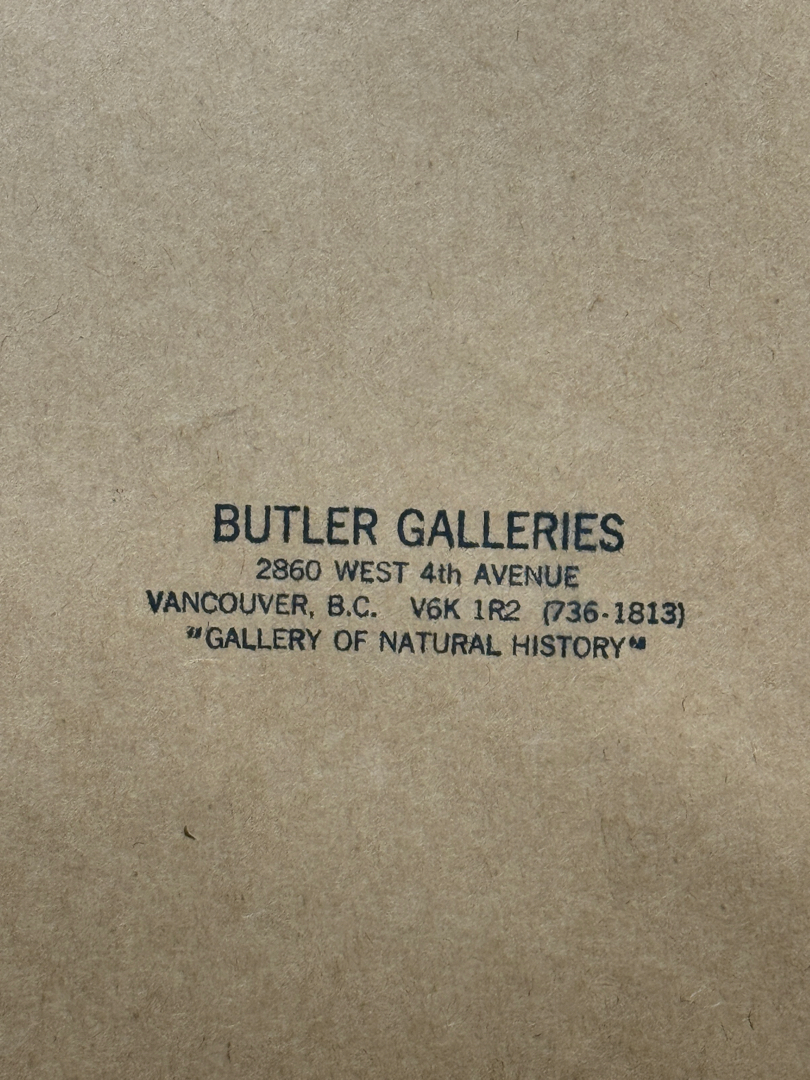 BUTLER GALLERIES
2860 WEST 4th AVENUE
VANCOUVER, B.C. V6K 1R2 (736-1813)
"GALLERY OF NATURAL HISTORY"